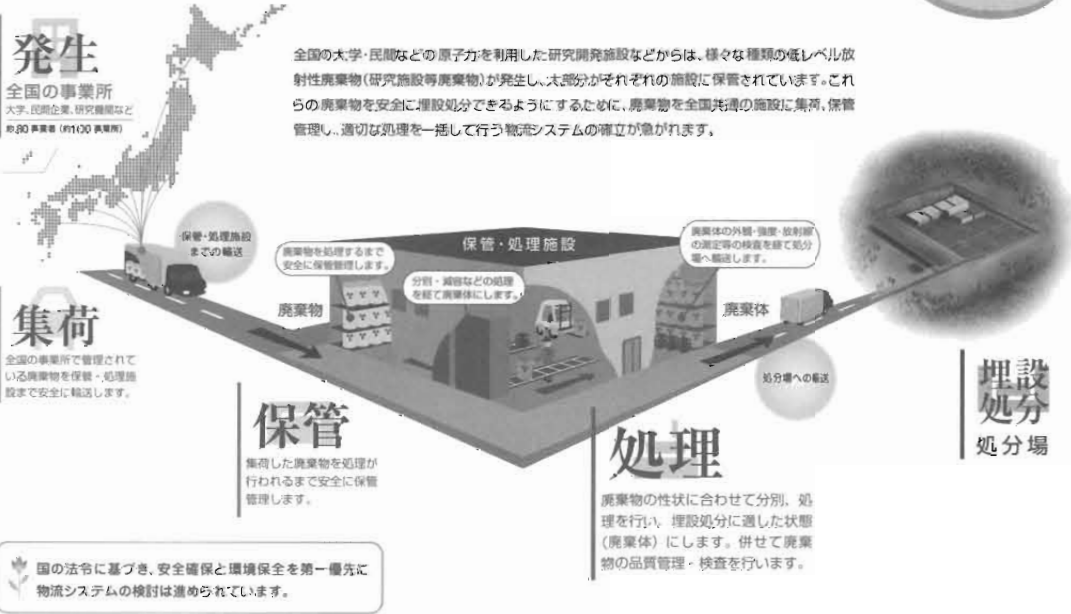 発生
全国の事業所
大学、民間企業、研究機関など
約80事業者（約100事業所）
全国の大学・民間などの原子力を利用した研究開発施設などからは、様々な種類の低レベル放
射性廃棄物（研究施設等廃棄物）が発生し、大部分がそれぞれの施設に保管されています。これ
らの廃棄物を安全に埋設処分できるようにするために、廃棄物を全国共通の施設に集荷、保管
管理し、適切な処理を一括して行う物流システムの確立が急がれます。
保管・処理施設
までの輸送
廃棄物を処理するまで
安全に保管管理します。
保管・処理施設
分別・減容などの処理
を経て廃棄体にします。
廃棄体の外観・強度・放射線
の測定等の検査を経て処分
場へ輸送します。
廃棄物
廃棄体
集荷
全国の事業所で管理されて
いる廃棄物を保管・処理施
設まで安全に輸送します。
処分場への輸送
埋設
処分
処分場
保管
集荷した廃棄物を処理が
行われるまで安全に保管
管理します。
処理
廃棄物の性状に合わせて分別、処
理を行い、埋設処分に適した状態
（廃棄体）にします。併せて廃棄
物の品質管理・検査を行います。
国の法令に基づき、安全確保と環境保全を第一優先に
物流システムの検討は進められています。